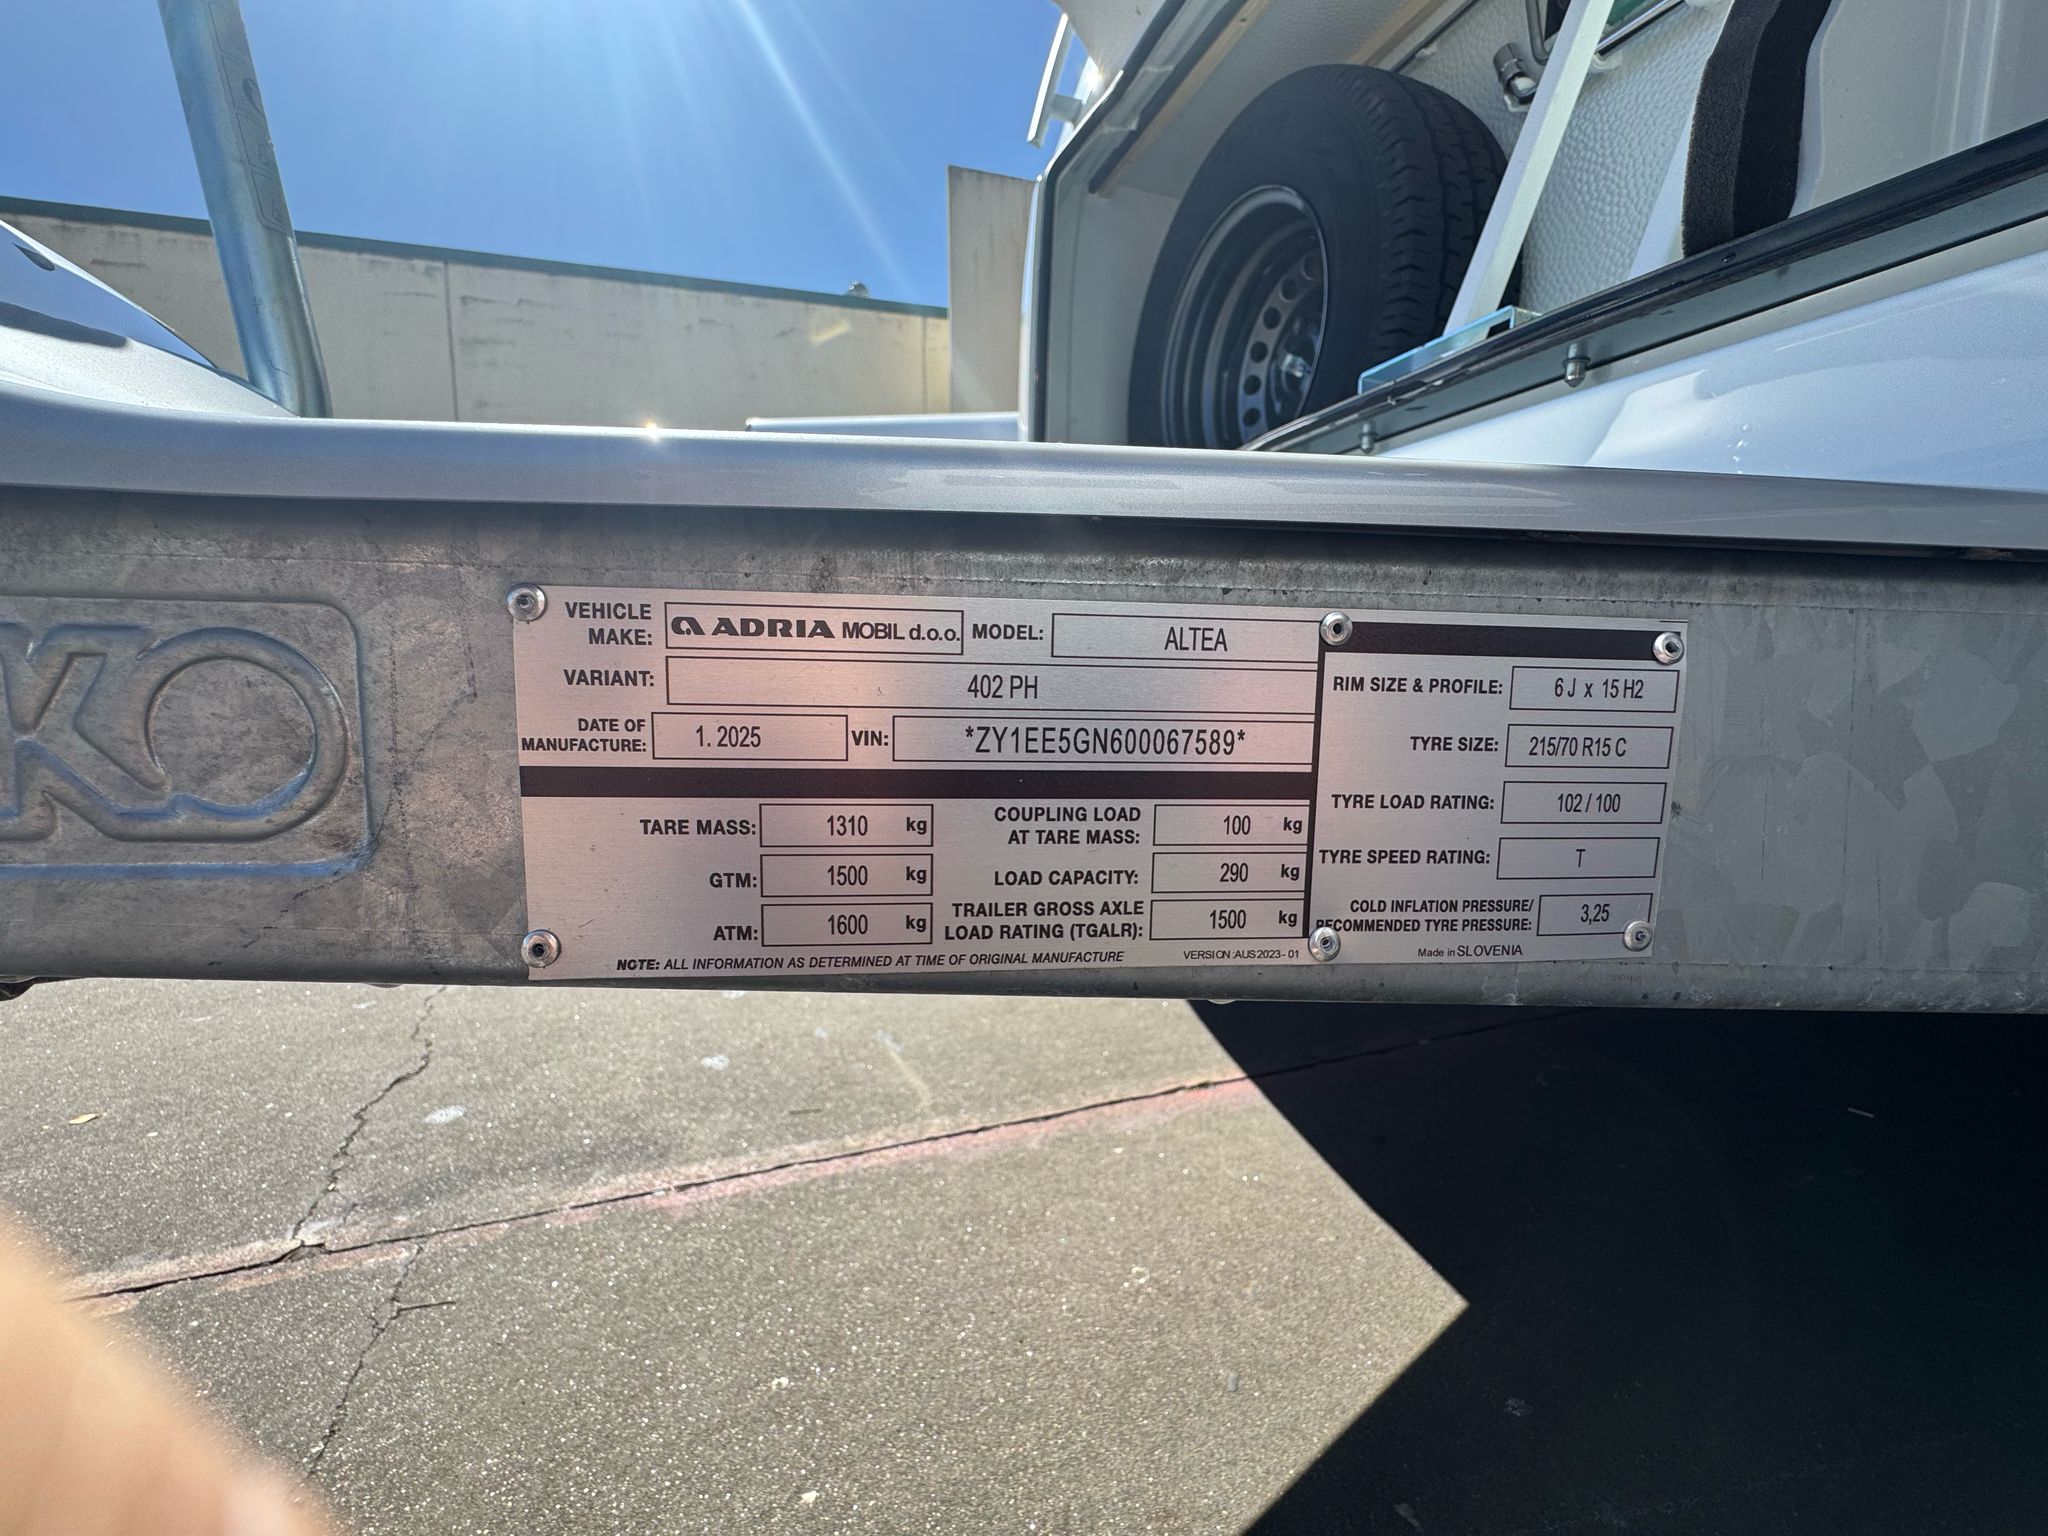 KO
VEHICLE MAKE: ADRIA MOBIL d.o.o. MODEL: ALTEA
VARIANT: 402 PH
DATE OF MANUFACTURE: 1. 2025 VIN: *ZY1EE5GN600067589*
TARE MASS: 1310 kg COUPLING LOAD AT TARE MASS: 100 kg
GTM: 1500 kg LOAD CAPACITY: 290 kg
ATM: 1600 kg TRAILER GROSS AXLE LOAD RATING (TGALR): 1500 kg
NOTE: ALL INFORMATION AS DETERMINED AT TIME OF ORIGINAL MANUFACTURE VERSION AUS2023-01
RIM SIZE & PROFILE: 6 J x 15 H2
TYRE SIZE: 215/70 R15 C
TYRE LOAD RATING: 102 / 100
TYRE SPEED RATING: T
COLD INFLATION PRESSURE/ RECOMMENDED TYRE PRESSURE: 3,25
Made in SLOVENIA